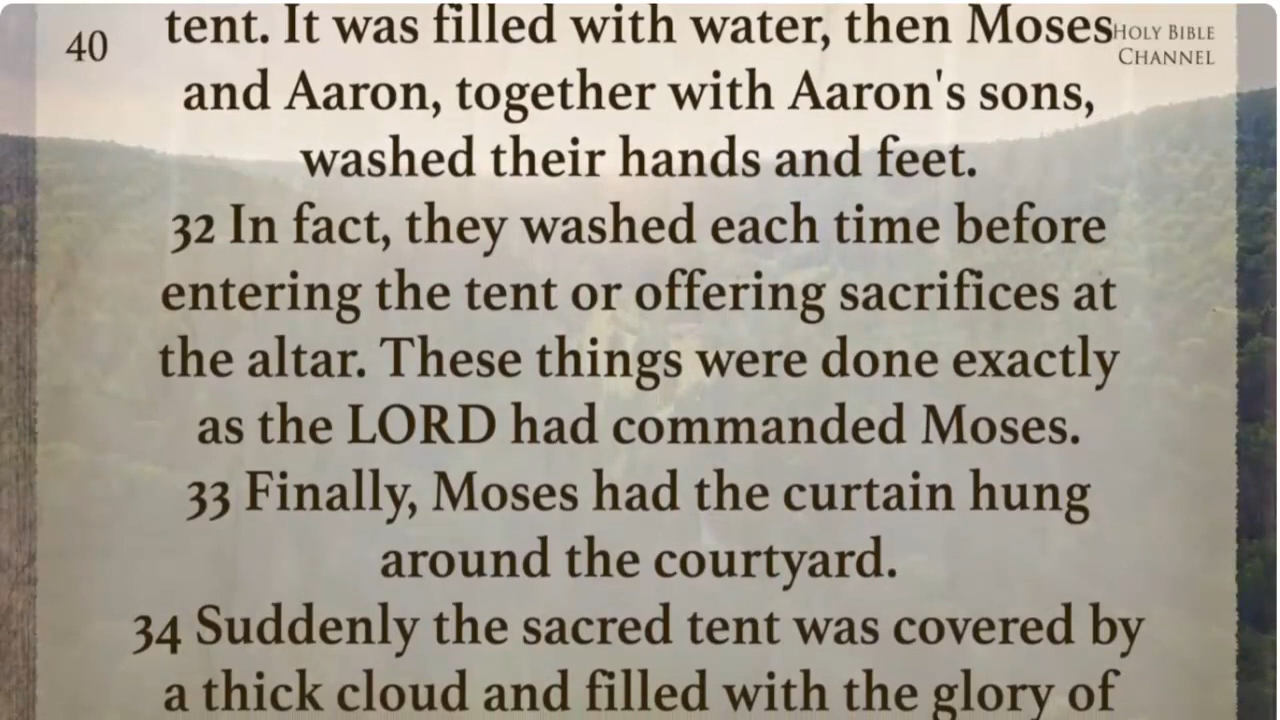 40
tent. It was filled with water, then Moses
HOLY BIBLE
CHANNEL
and Aaron, together with Aaron's sons,
washed their hands and feet.
32 In fact, they washed each time before
entering the tent or offering sacrifices at
the altar. These things were done exactly
as the LORD had commanded Moses.
33 Finally, Moses had the curtain hung
around the courtyard.
34 Suddenly the sacred tent was covered by
a thick cloud and filled with the glory of